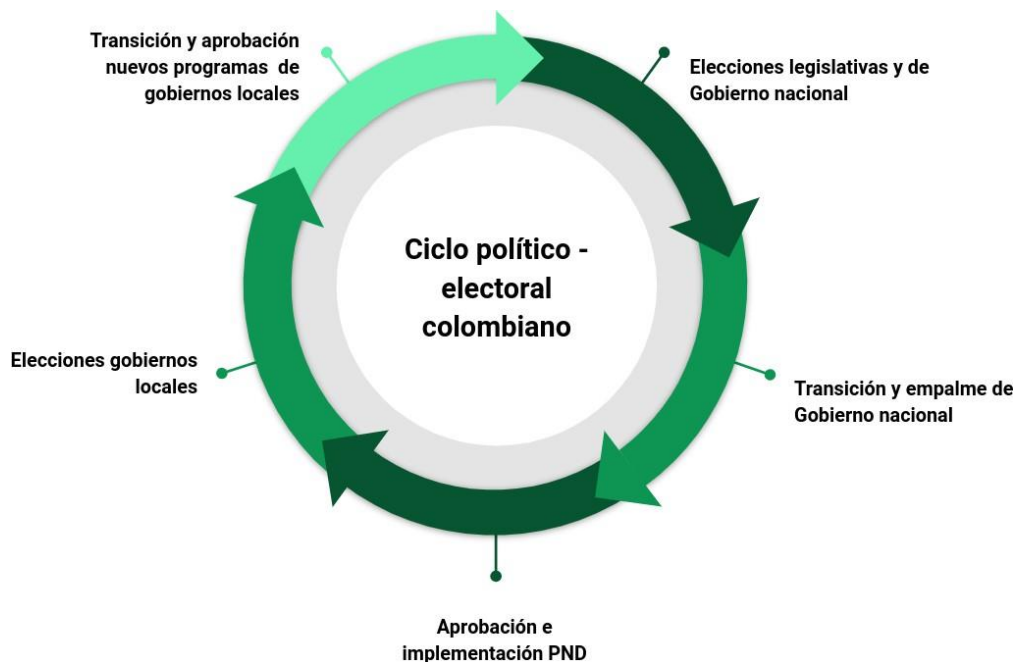 Transición y aprobación
nuevos programas de
gobiernos locales
Elecciones legislativas y de
Gobierno nacional
Ciclo político -
electoral
colombiano
Elecciones gobiernos
locales
Transición y empalme de
Gobierno nacional
Aprobación e
implementación PND